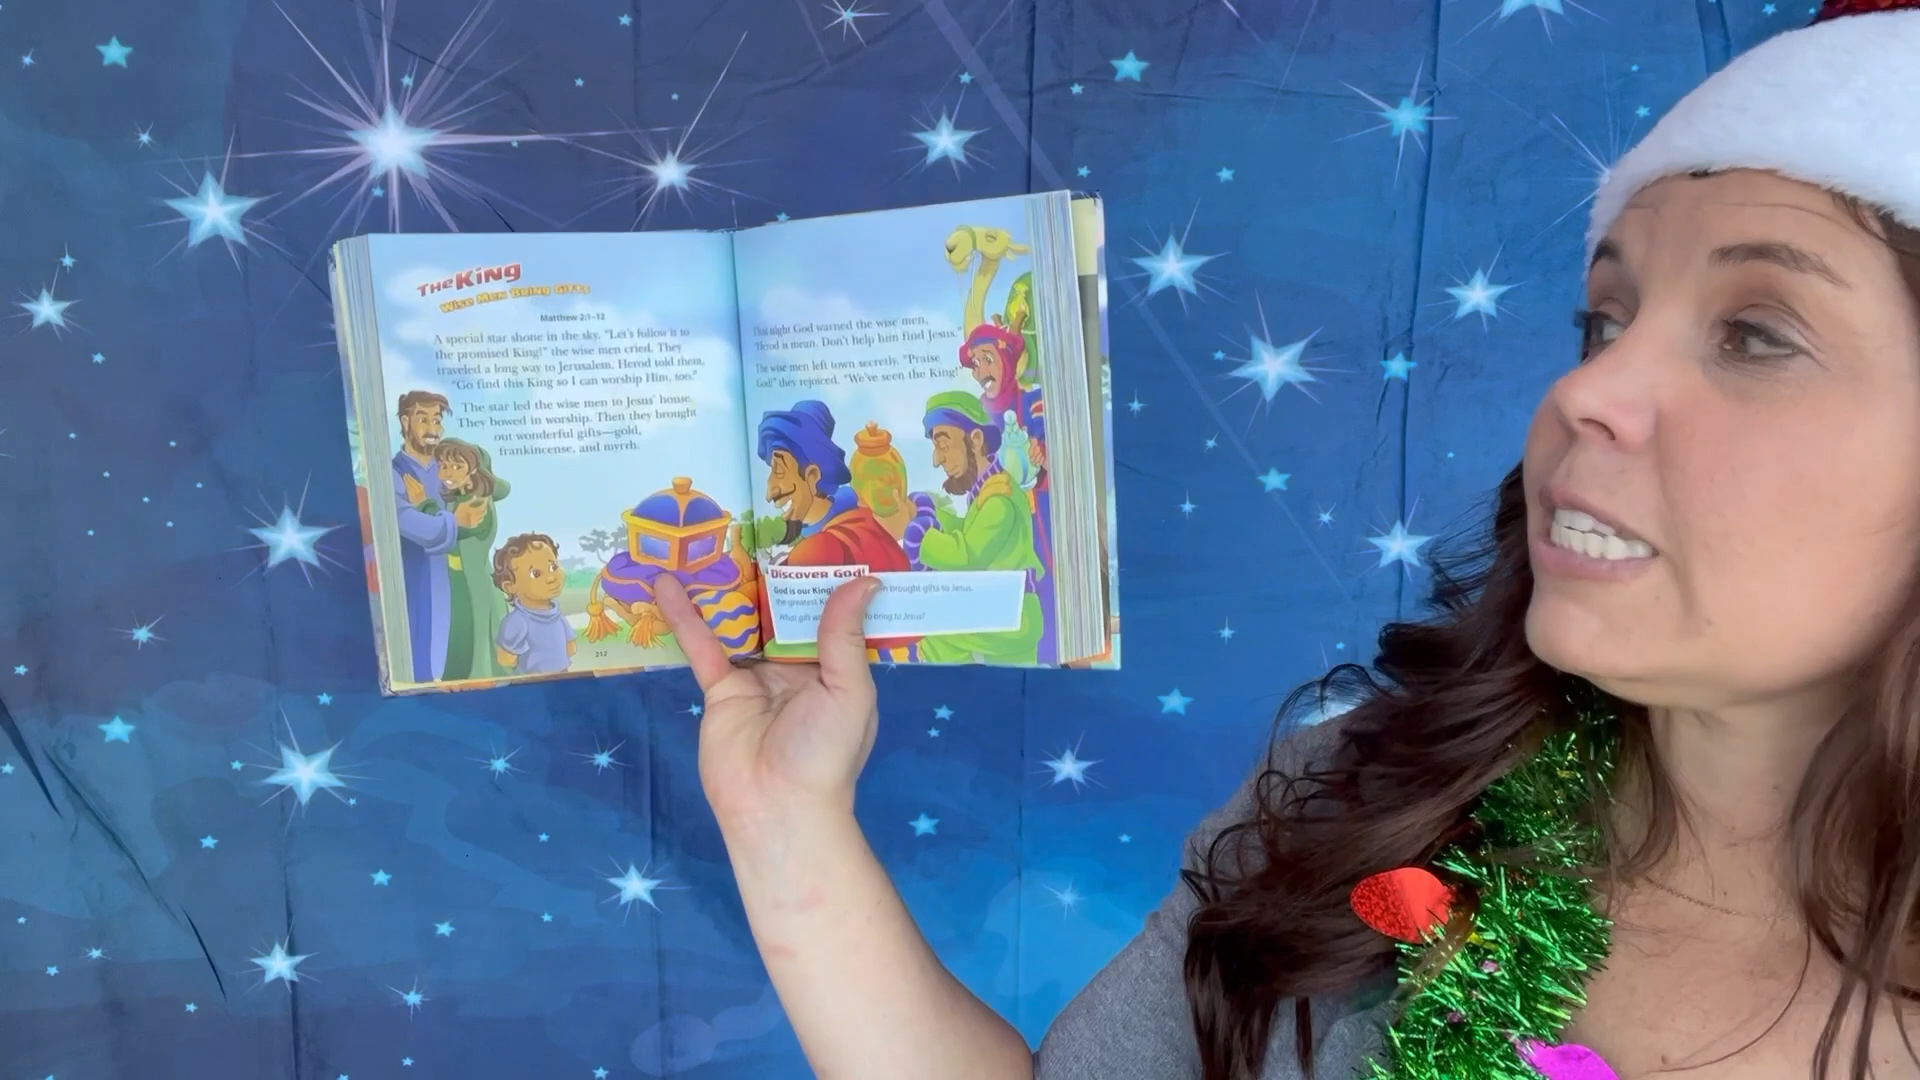 The King
Wise Men Bring Gifts
Matthew 2:1–12
A special star shone in the sky. "Let's follow it to
the promised King!" the wise men cried. They
traveled a long way to Jerusalem. Herod told them,
"Go find this King so I can worship Him, too."
The star led the wise men to Jesus' house.
They bowed in worship. Then they brought
out wonderful gifts—gold,
frankincense, and myrrh.
212
That night God warned the wise men,
"Herod is mean. Don't help him find Jesus."
The wise men left town secretly. "Praise
God!" they rejoiced. "We've seen the King!"
Discover God!
God is our King! brought gifts to Jesus,
the greatest
What gift to bring to Jesus?